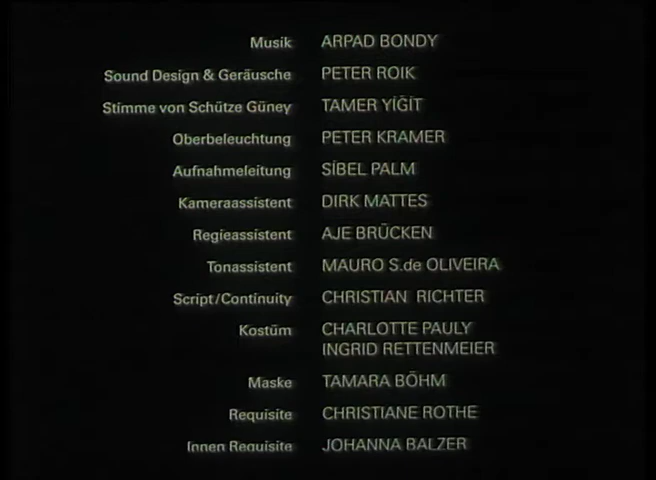 Musik ARPAD BONDY
Sound Design & Geräusche PETER ROIK
Stimme von Schütze Güney TAMER YİĞİT
Oberbeleuchtung PETER KRAMER
Aufnahmeleitung SİBEL PALM
Kameraassistent DIRK MATTES
Regieassistent AJE BRÜCKEN
Tonassistent MAURO S.de OLIVEIRA
Script/Continuity CHRISTIAN RICHTER
Kostüm CHARLOTTE PAULY
INGRID RETTENMEIER
Maske TAMARA BÖHM
Requisite CHRISTIANE ROTHE
Innen Requisite JOHANNA BALZER